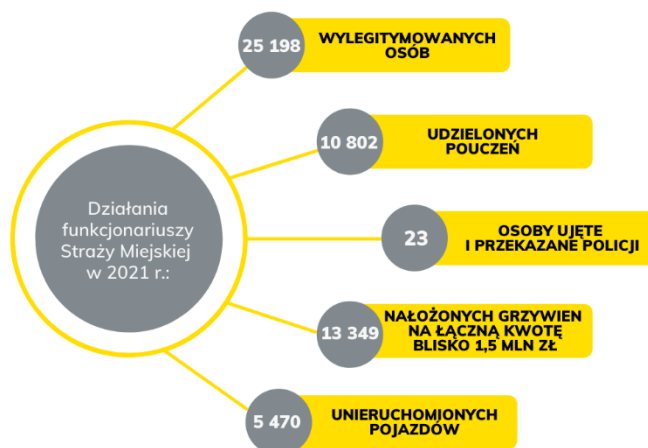 25 198
WYLEGITYMOWANYCH
OSÓB
10 802
UDZIELONYCH
POUCZEŃ
Działania
funkcjonariuszy
Straży Miejskiej
w 2021 r.:
23
OSOBY UJĘTE
I PRZEKAZANE POLICJI
13 349
NAŁOŻONYCH GRZYWIEN
NA ŁĄCZNĄ KWOTĘ
BLISKO 1,5 MLN ZŁ
5 470
UNIERUCHOMIONYCH
POJAZDÓW